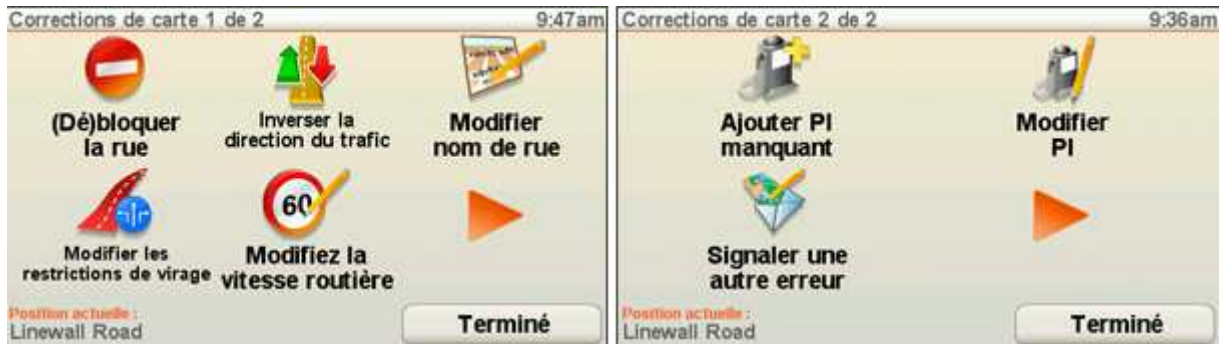 Corrections de carte 1 de 2
9:47am
(Dé)bloquer
la rue
Inverser la
direction du trafic
Modifier
nom de rue
Modifier les
restrictions de virage
60
Modifiez la
vitesse routière
Position actuelle :
Linewall Road
Terminé
Corrections de carte 2 de 2
9:36am
Ajouter PI
manquant
Modifier
PI
Signaler une
autre erreur
Position actuelle :
Linewall Road
Terminé